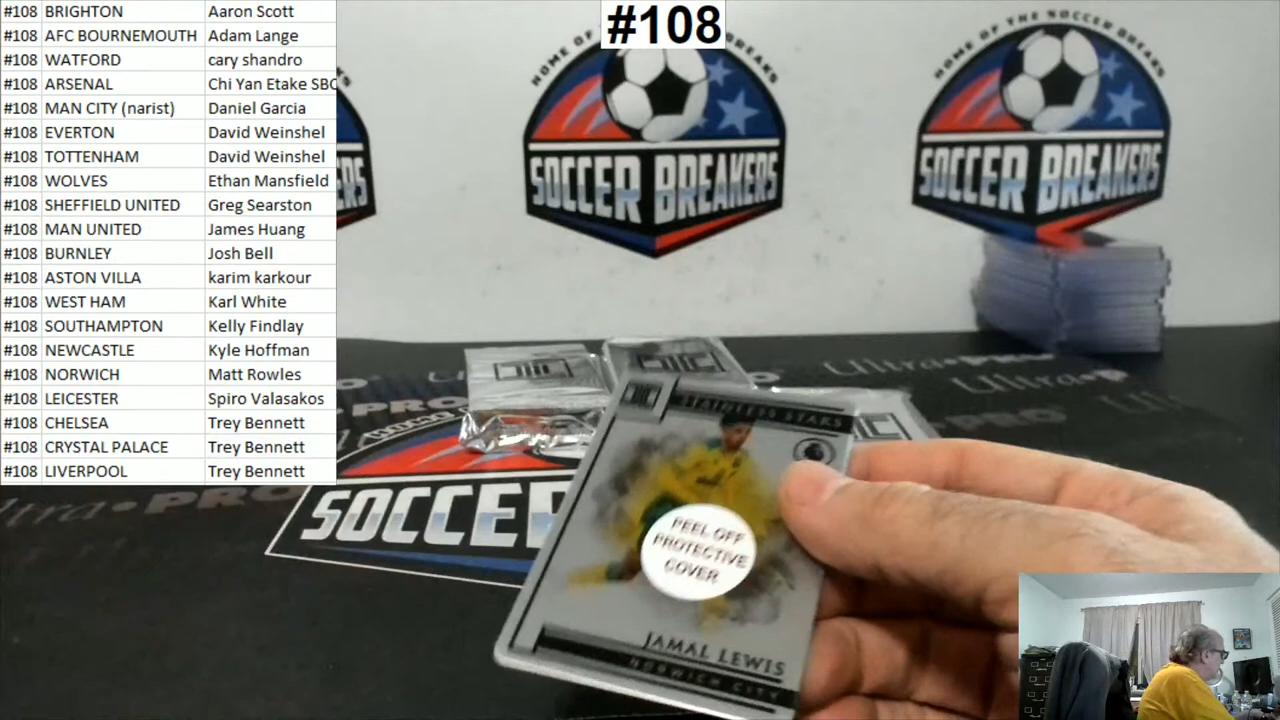 #108 BRIGHTON Aaron Scott
#108 AFC BOURNEMOUTH Adam Lange
#108 WATFORD cary shandro
#108 ARSENAL Chi Yan Etake SBC
#108 MAN CITY (narist) Daniel Garcia
#108 EVERTON David Weinshel
#108 TOTTENHAM David Weinshel
#108 WOLVES Ethan Mansfield
#108 SHEFFIELD UNITED Greg Searston
#108 MAN UNITED James Huang
#108 BURNLEY Josh Bell
#108 ASTON VILLA karim karkour
#108 WEST HAM Karl White
#108 SOUTHAMPTON Kelly Findlay
#108 NEWCASTLE Kyle Hoffman
#108 NORWICH Matt Rowles
#108 LEICESTER Spiro Valasakos
#108 CHELSEA Trey Bennett
#108 CRYSTAL PALACE Trey Bennett
#108 LIVERPOOL Trey Bennett
#108
HOME OF BREAKS
SOCCER BREAKERS
HOME OF THE SOCCER BREAKS
SOCCER BREAKERS
Ultra PRO
SOCCER
STAINLESS STARS
PEEL OFF
PROTECTIVE
COVER
JAMAL LEWIS
NORWICH CITY